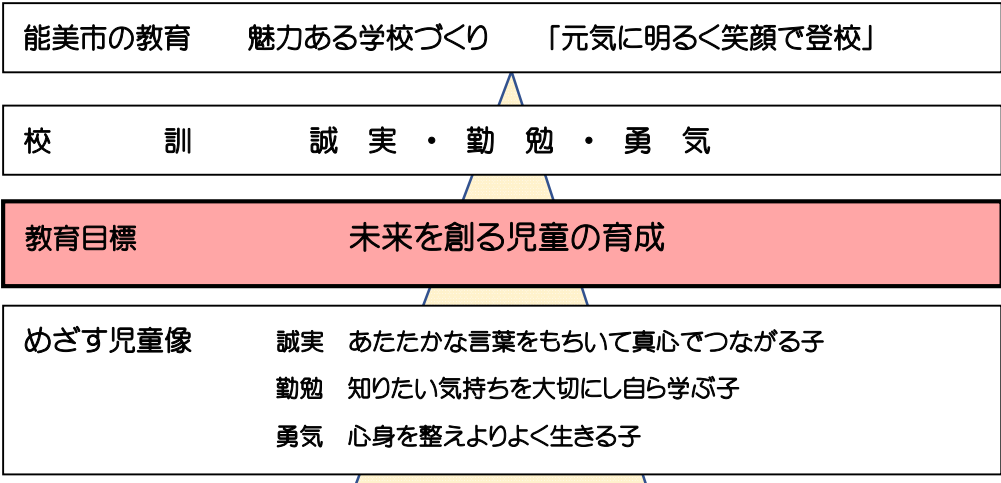 能美市の教育　魅力ある学校づくり　「元気に明るく笑顔で登校」
校訓　誠実・勤勉・勇気
教育目標　未来を創る児童の育成
めざす児童像　誠実　あたたかな言葉をもちいて真心でつながる子
勤勉　知りたい気持ちを大切にし自ら学ぶ子
勇気　心身を整えよりよく生きる子